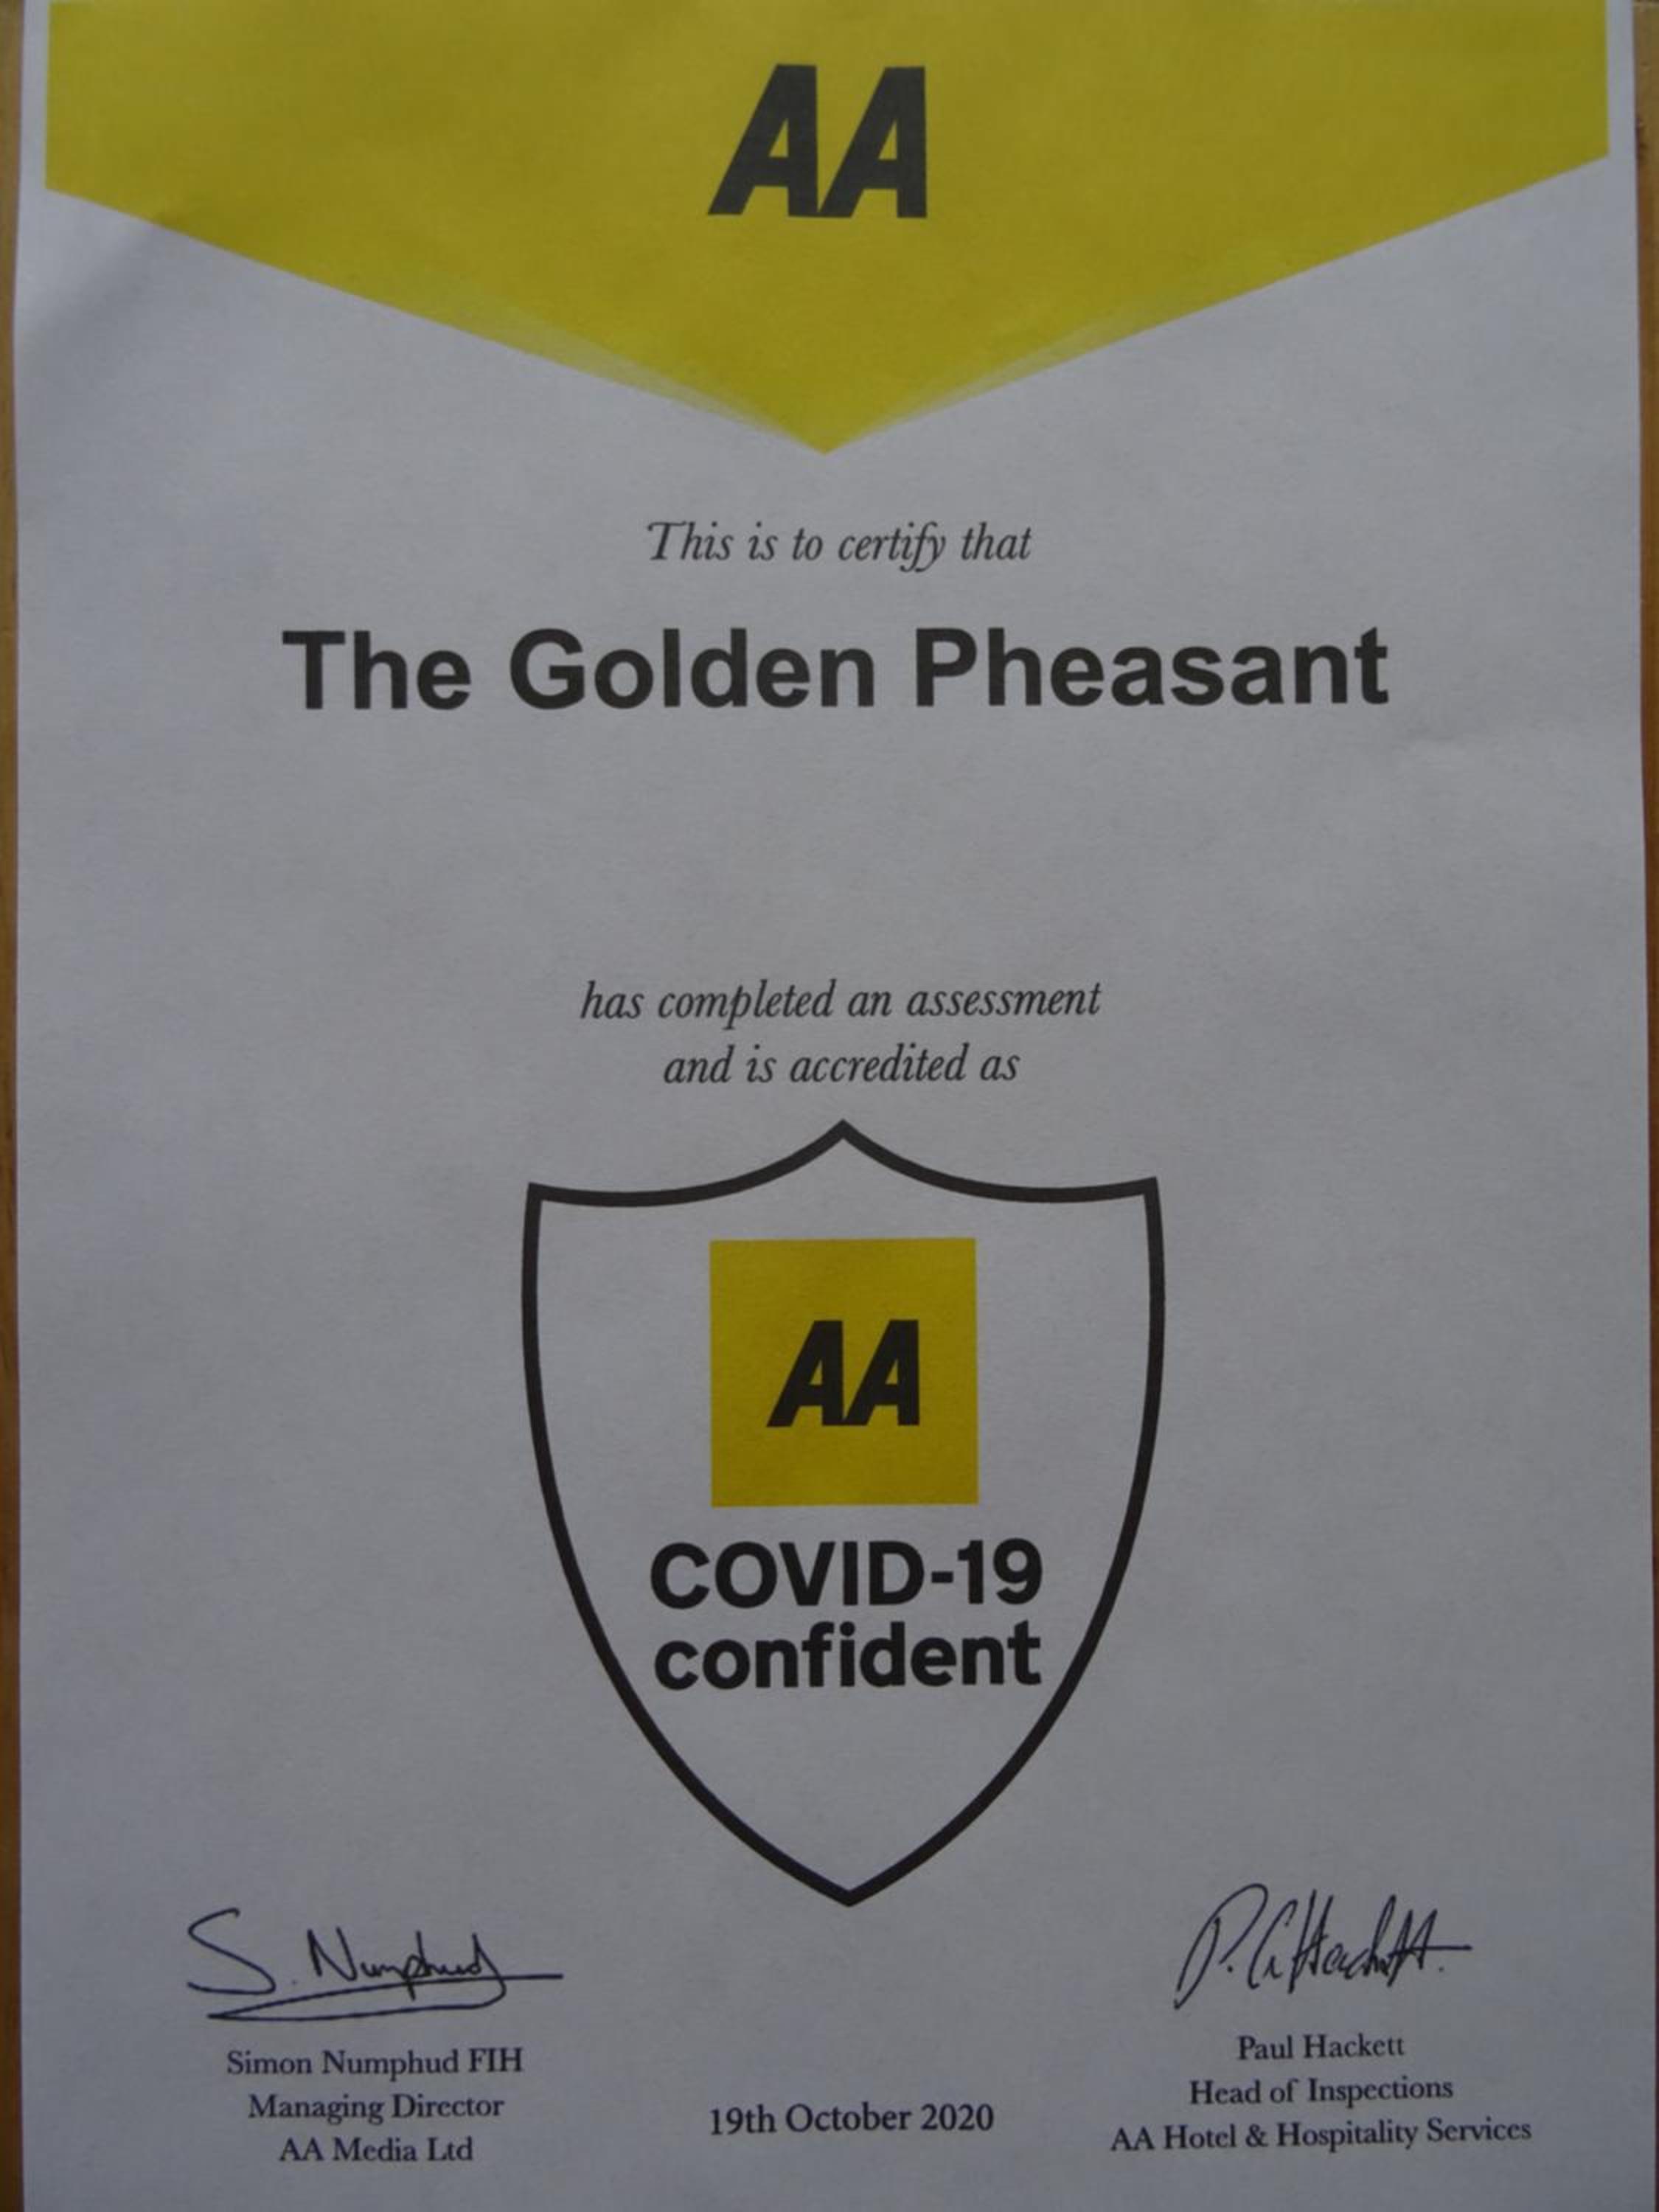 AA
This is to certify that
The Golden Pheasant
has completed an assessment
and is accredited as
AA
COVID-19
confident
S. Numphud
P. G. Hackett.
Simon Numphud FIH
Managing Director
AA Media Ltd
19th October 2020
Paul Hackett
Head of Inspections
AA Hotel & Hospitality Services